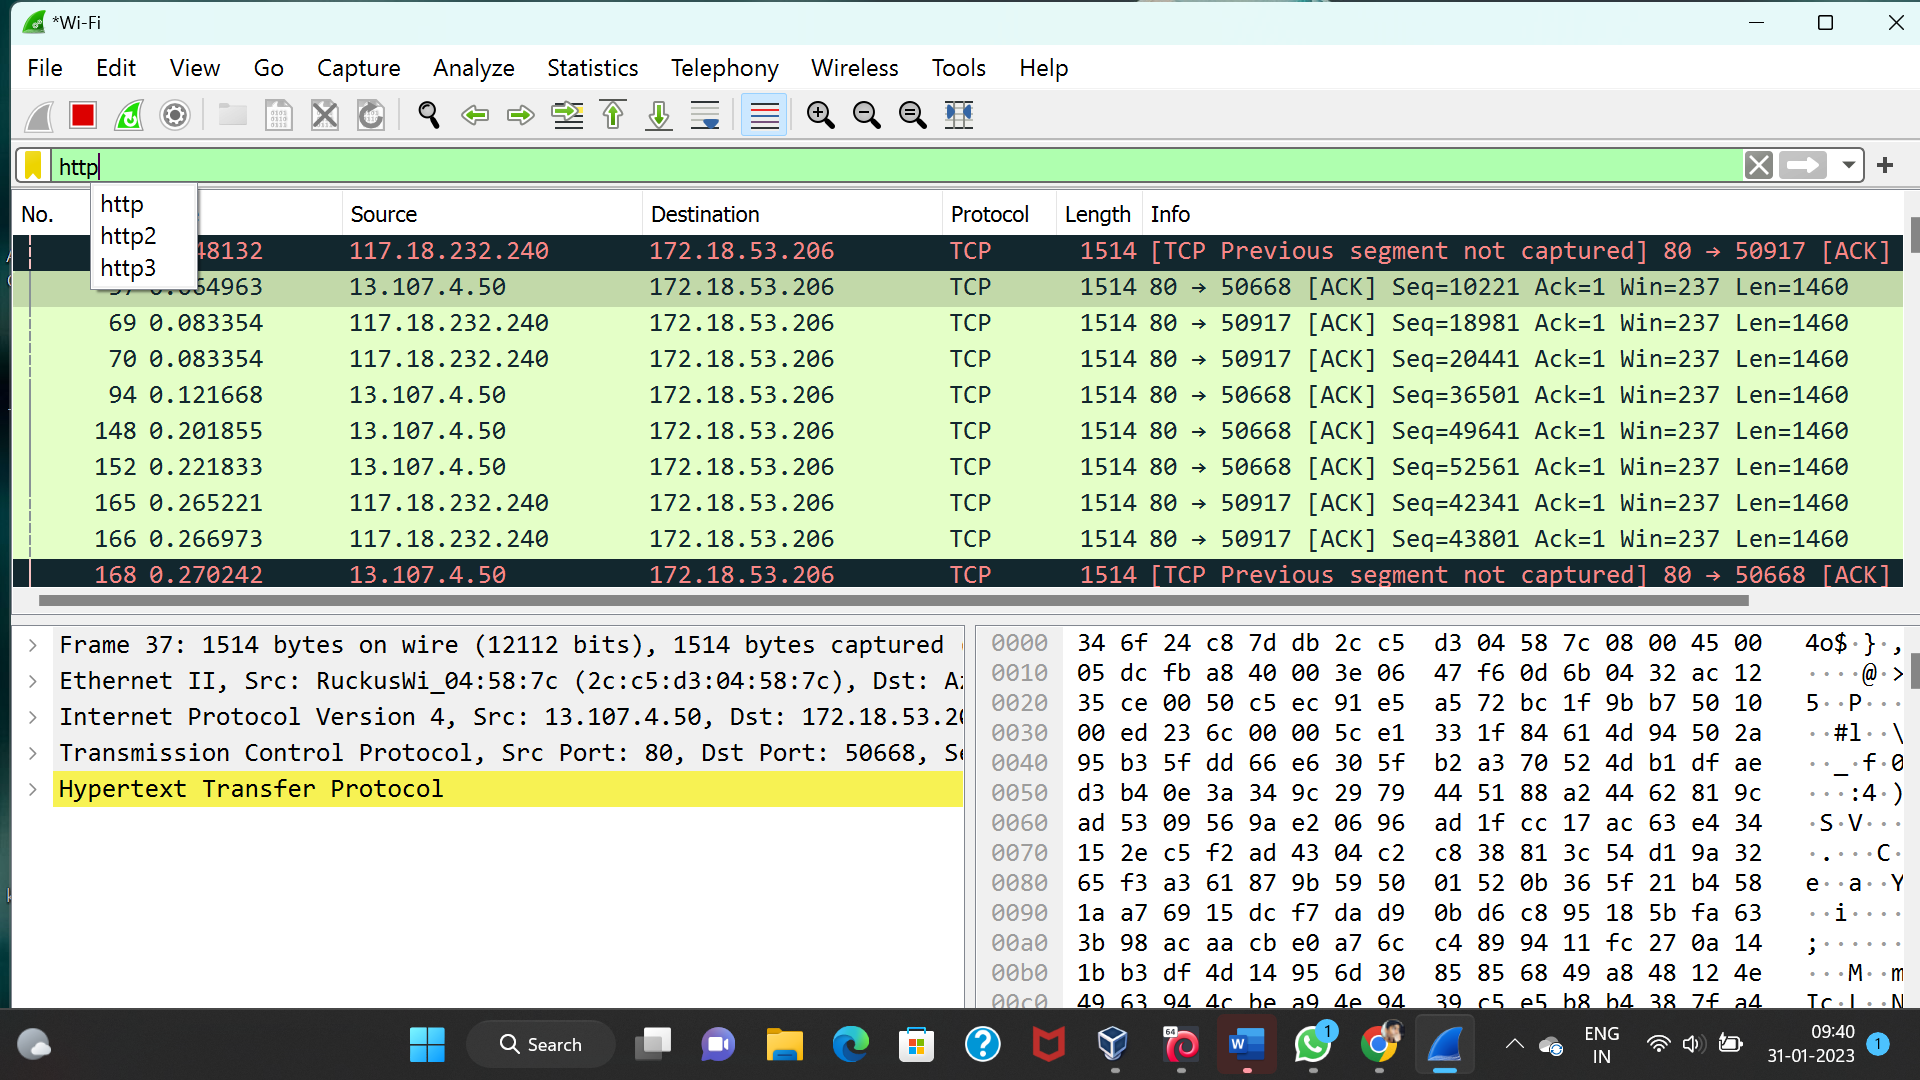 *Wi-Fi
File Edit View Go Capture Analyze Statistics Telephony Wireless Tools Help
http
http
http2
http3
No. Source Destination Protocol Length Info
48132 117.18.232.240 172.18.53.206 TCP 1514 [TCP Previous segment not captured] 80 → 50917 [ACK]
37 0.064963 13.107.4.50 172.18.53.206 TCP 1514 80 → 50668 [ACK] Seq=10221 Ack=1 Win=237 Len=1460
69 0.083354 117.18.232.240 172.18.53.206 TCP 1514 80 → 50917 [ACK] Seq=18981 Ack=1 Win=237 Len=1460
70 0.083354 117.18.232.240 172.18.53.206 TCP 1514 80 → 50917 [ACK] Seq=20441 Ack=1 Win=237 Len=1460
94 0.121668 13.107.4.50 172.18.53.206 TCP 1514 80 → 50668 [ACK] Seq=36501 Ack=1 Win=237 Len=1460
148 0.201855 13.107.4.50 172.18.53.206 TCP 1514 80 → 50668 [ACK] Seq=49641 Ack=1 Win=237 Len=1460
152 0.221833 13.107.4.50 172.18.53.206 TCP 1514 80 → 50668 [ACK] Seq=52561 Ack=1 Win=237 Len=1460
165 0.265221 117.18.232.240 172.18.53.206 TCP 1514 80 → 50917 [ACK] Seq=42341 Ack=1 Win=237 Len=1460
166 0.266973 117.18.232.240 172.18.53.206 TCP 1514 80 → 50917 [ACK] Seq=43801 Ack=1 Win=237 Len=1460
168 0.270242 13.107.4.50 172.18.53.206 TCP 1514 [TCP Previous segment not captured] 80 → 50668 [ACK]
Frame 37: 1514 bytes on wire (12112 bits), 1514 bytes captured
Ethernet II, Src: RuckusWi_04:58:7c (2c:c5:d3:04:58:7c), Dst: Az
Internet Protocol Version 4, Src: 13.107.4.50, Dst: 172.18.53.20
Transmission Control Protocol, Src Port: 80, Dst Port: 50668, Se
Hypertext Transfer Protocol
0000 34 6f 24 c8 7d db 2c c5 d3 04 58 7c 08 00 45 00 4o$·}·,
0010 05 dc fb a8 40 00 3e 06 47 f6 0d 6b 04 32 ac 12 ····@·>
0020 35 ce 00 50 c5 ec 91 e5 a5 72 bc 1f 9b b7 50 10 5··P···
0030 00 ed 23 6c 00 00 5c e1 33 1f 84 61 4d 94 50 2a ··#l··\
0040 95 b3 5f dd 66 e6 30 5f b2 a3 70 52 4d b1 df ae ··_·f·0
0050 d3 b4 0e 3a 34 9c 29 79 44 51 88 a2 44 62 81 9c ···:4·)
0060 ad 53 09 56 9a e2 06 96 ad 1f cc 17 ac 63 e4 34 ·S·V···
0070 15 2e c5 f2 ad 43 04 c2 c8 38 81 3c 54 d1 9a 32 ·.···C·
0080 65 f3 a3 61 87 9b 59 50 01 52 0b 36 5f 21 b4 58 e··a··Y
0090 1a a7 69 15 dc f7 da d9 0b d6 c8 95 18 5b fa 63 ··i····
00a0 3b 98 ac aa cb e0 a7 6c c4 89 94 11 fc 27 0a 14 ;······
00b0 1b b3 df 4d 14 95 6d 30 85 85 68 49 a8 48 12 4e ···M··m
00c0 49 63 94 4c be a9 4e 94 39 c5 e5 b8 b4 38 7f a4 Ic·L··N
Search
64
1
ENG
IN
09:40
31-01-2023
1